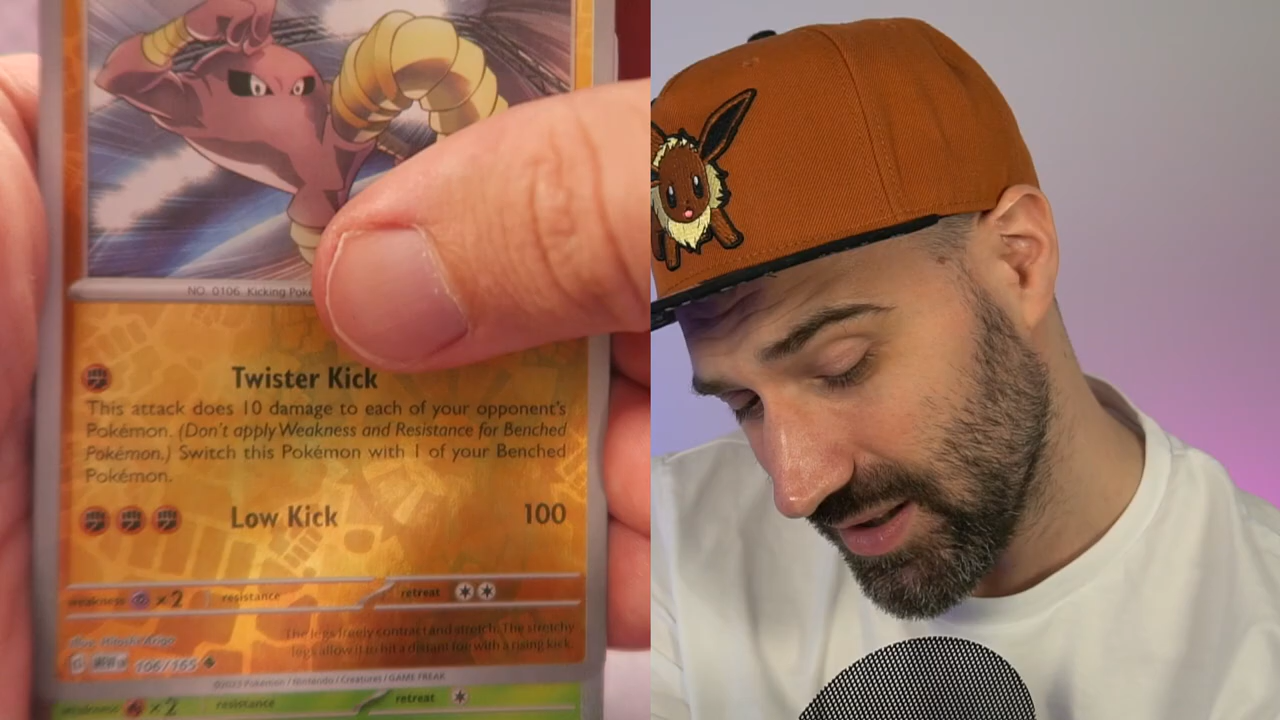 NO. 0106 Kicking Poké
Twister Kick
This attack does 10 damage to each of your opponent's
Pokémon. (Don't apply Weakness and Resistance for Benched
Pokémon.) Switch this Pokémon with 1 of your Benched
Pokémon.
Low Kick 100
weakness ×2 resistance retreat
The legs freely contract and stretch. The stretchy
legs allow it to hit a distant foe with a rising kick.
106/165
©2023 Pokémon / Nintendo / Creatures / GAME FREAK
weakness ×2 resistance retreat